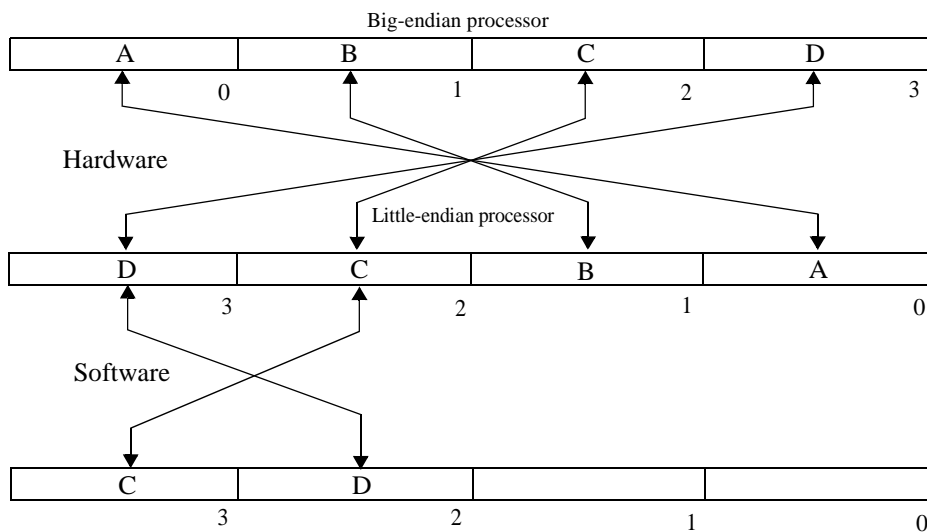 Big-endian processor
A B C D
0 1 2 3
Hardware
Little-endian processor
D C B A
3 2 1 0
Software
C D
3 2 1 0